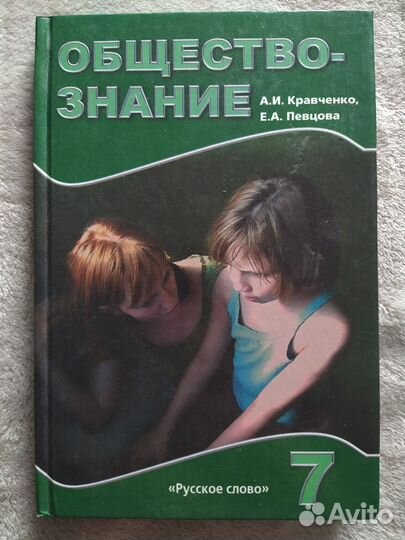 ОБЩЕСТВО-
ЗНАНИЕ
А.И. Кравченко,
Е.А. Певцова
«Русское слово»
7
Avito